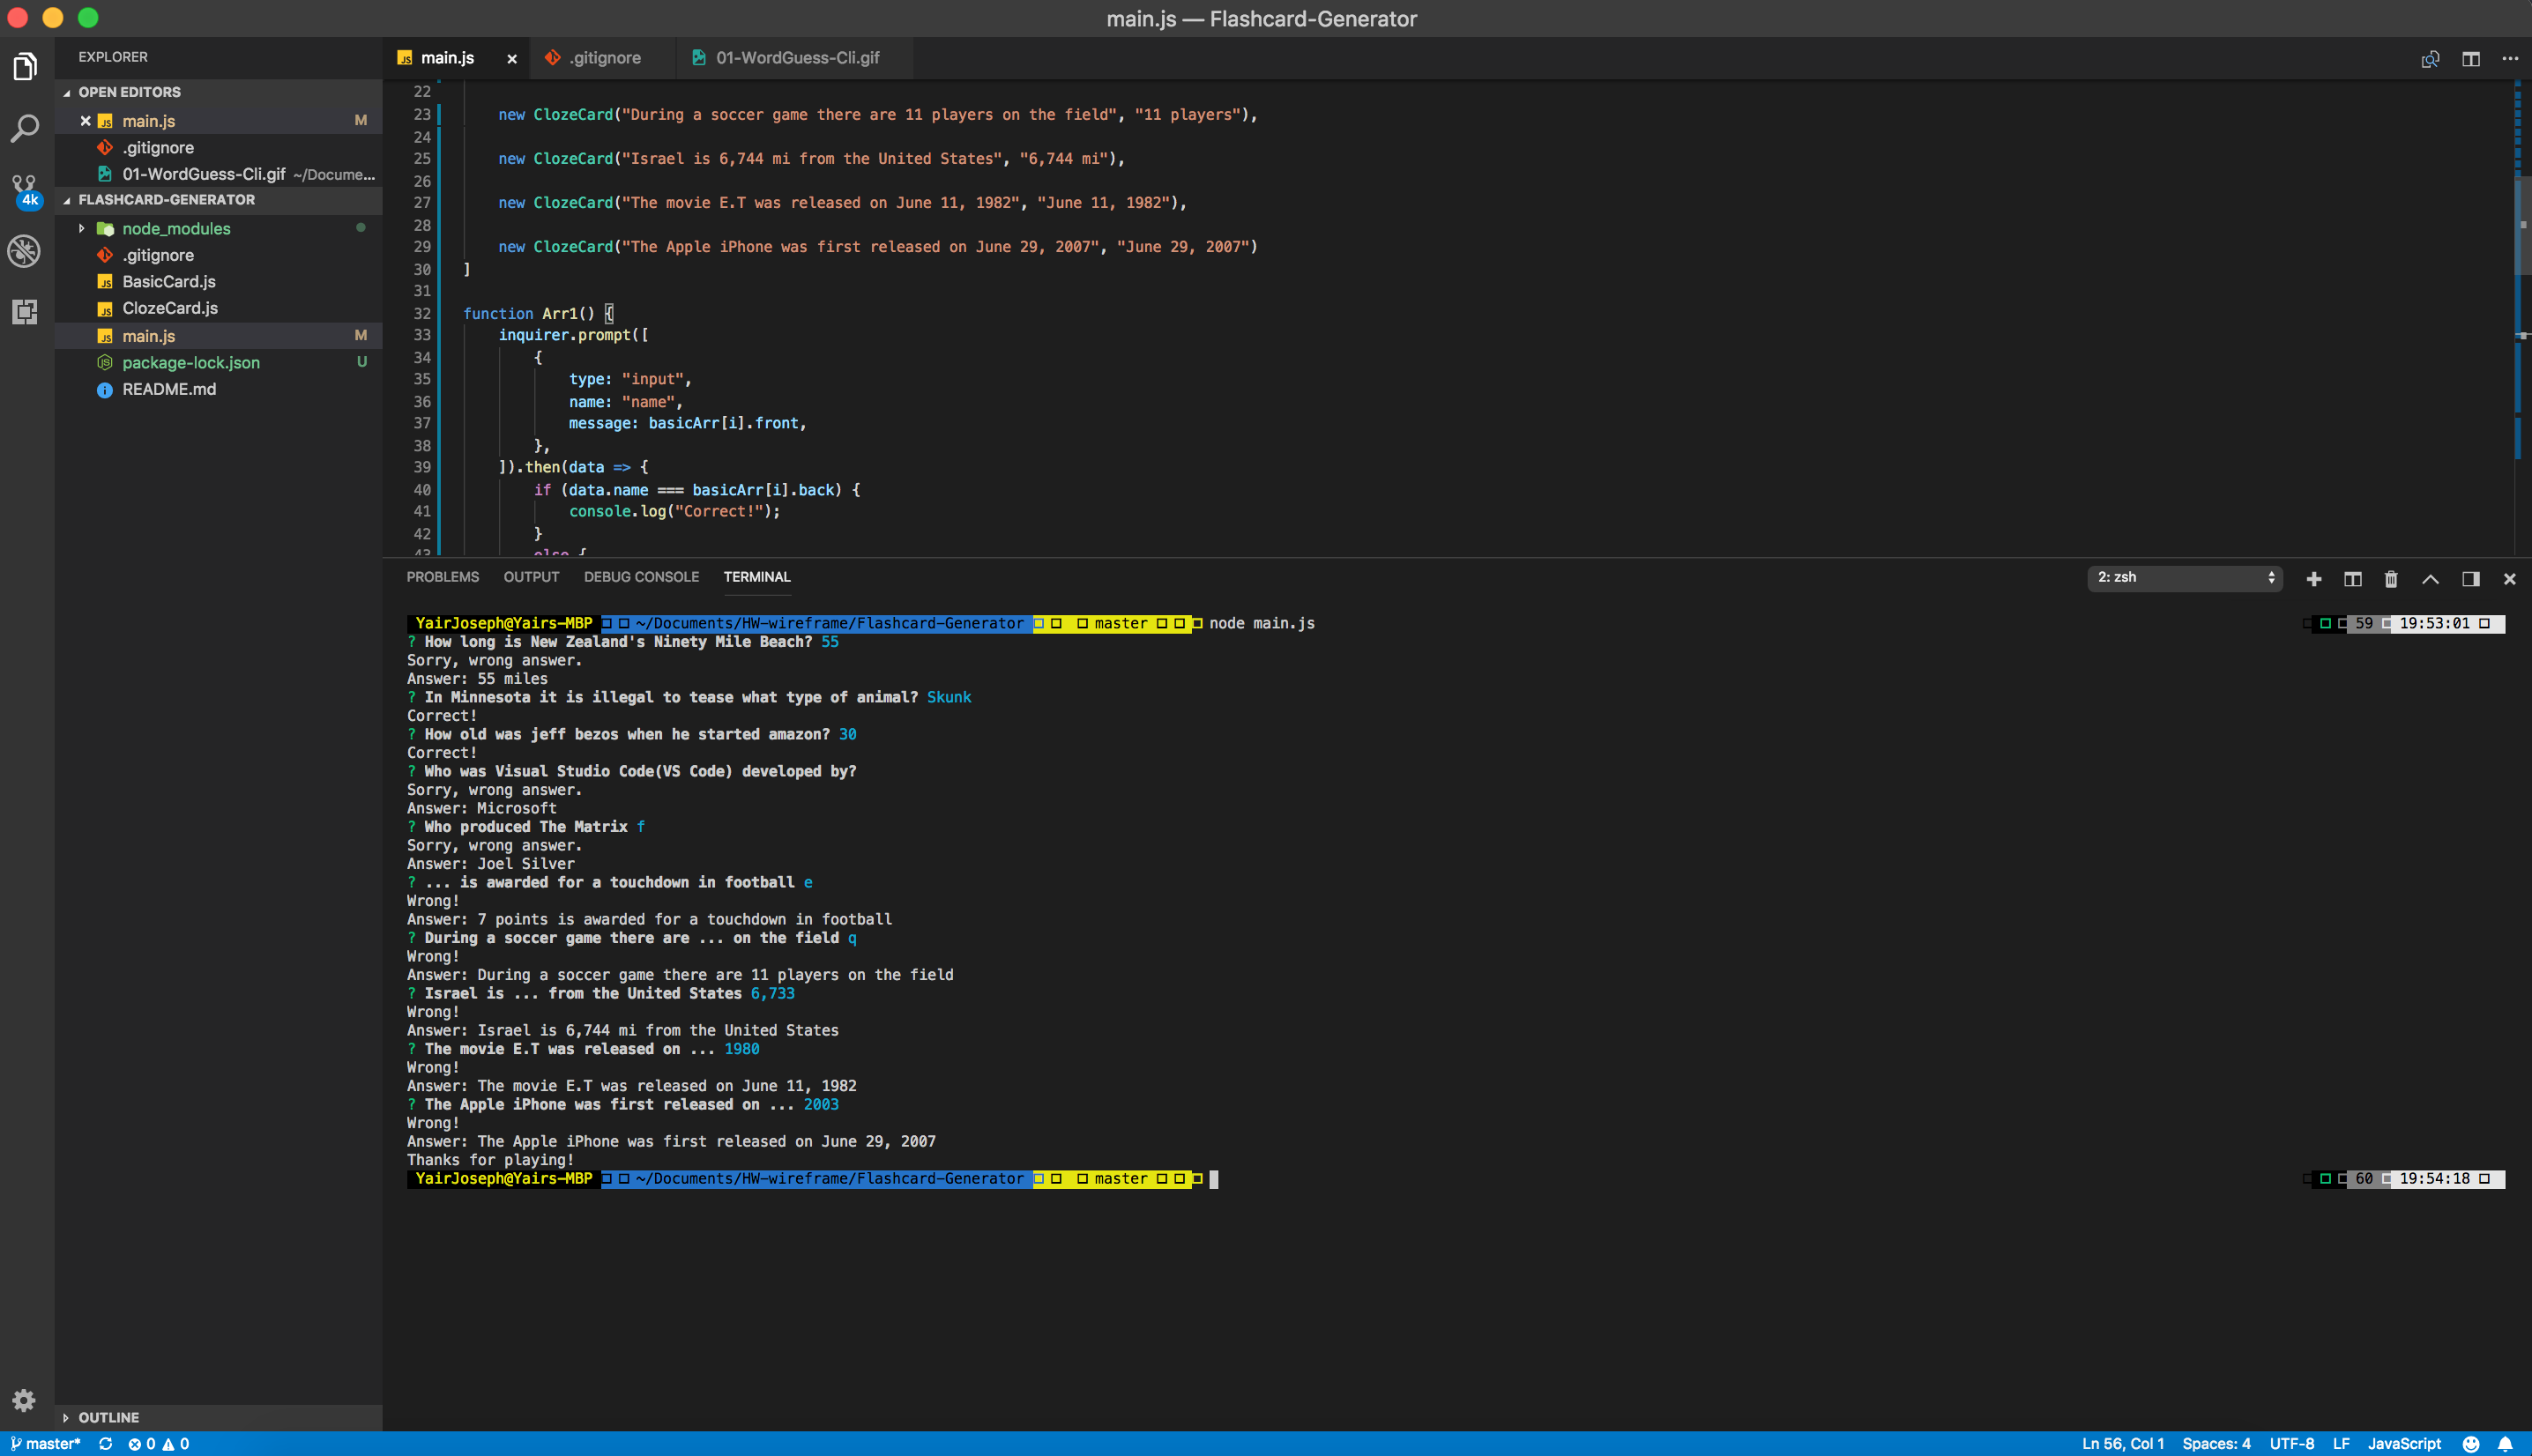 main.js — Flashcard-Generator
EXPLORER
OPEN EDITORS
main.js M
.gitignore
01-WordGuess-Cli.gif ~/Docume...
4k
FLASHCARD-GENERATOR
node_modules
.gitignore
BasicCard.js
ClozeCard.js
main.js M
package-lock.json U
README.md
OUTLINE
main.js .gitignore 01-WordGuess-Cli.gif
22
23 new ClozeCard("During a soccer game there are 11 players on the field", "11 players"),
24
25 new ClozeCard("Israel is 6,744 mi from the United States", "6,744 mi"),
26
27 new ClozeCard("The movie E.T was released on June 11, 1982", "June 11, 1982"),
28
29 new ClozeCard("The Apple iPhone was first released on June 29, 2007", "June 29, 2007")
30 ]
31
32 function Arr1() {
33 inquirer.prompt([
34 {
35 type: "input",
36 name: "name",
37 message: basicArr[i].front,
38 },
39 ]).then(data => {
40 if (data.name === basicArr[i].back) {
41 console.log("Correct!");
42 }
43 else {
PROBLEMS OUTPUT DEBUG CONSOLE TERMINAL 2: zsh
YairJoseph@Yairs-MBP ~/Documents/HW-wireframe/Flashcard-Generator master node main.js 59 19:53:01
? How long is New Zealand's Ninety Mile Beach? 55
Sorry, wrong answer.
Answer: 55 miles
? In Minnesota it is illegal to tease what type of animal? Skunk
Correct!
? How old was jeff bezos when he started amazon? 30
Correct!
? Who was Visual Studio Code(VS Code) developed by?
Sorry, wrong answer.
Answer: Microsoft
? Who produced The Matrix f
Sorry, wrong answer.
Answer: Joel Silver
? ... is awarded for a touchdown in football e
Wrong!
Answer: 7 points is awarded for a touchdown in football
? During a soccer game there are ... on the field q
Wrong!
Answer: During a soccer game there are 11 players on the field
? Israel is ... from the United States 6,733
Wrong!
Answer: Israel is 6,744 mi from the United States
? The movie E.T was released on ... 1980
Wrong!
Answer: The movie E.T was released on June 11, 1982
? The Apple iPhone was first released on ... 2003
Wrong!
Answer: The Apple iPhone was first released on June 29, 2007
Thanks for playing!
YairJoseph@Yairs-MBP ~/Documents/HW-wireframe/Flashcard-Generator master 60 19:54:18
master* 0 0 Ln 56, Col 1 Spaces: 4 UTF-8 LF JavaScript